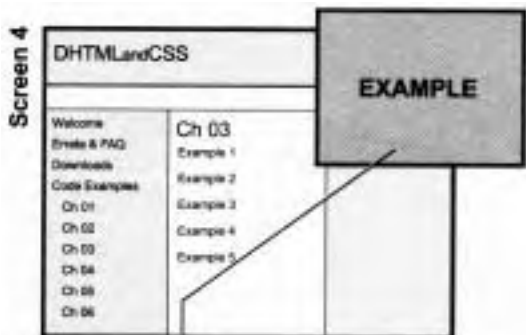 Screen 4
DHTMLandCSS
EXAMPLE
Welcome
Errata & FAQ
Downloads
Code Examples
Ch 01
Ch 02
Ch 03
Ch 04
Ch 05
Ch 06
Ch 03
Example 1
Example 2
Example 3
Example 4
Example 5